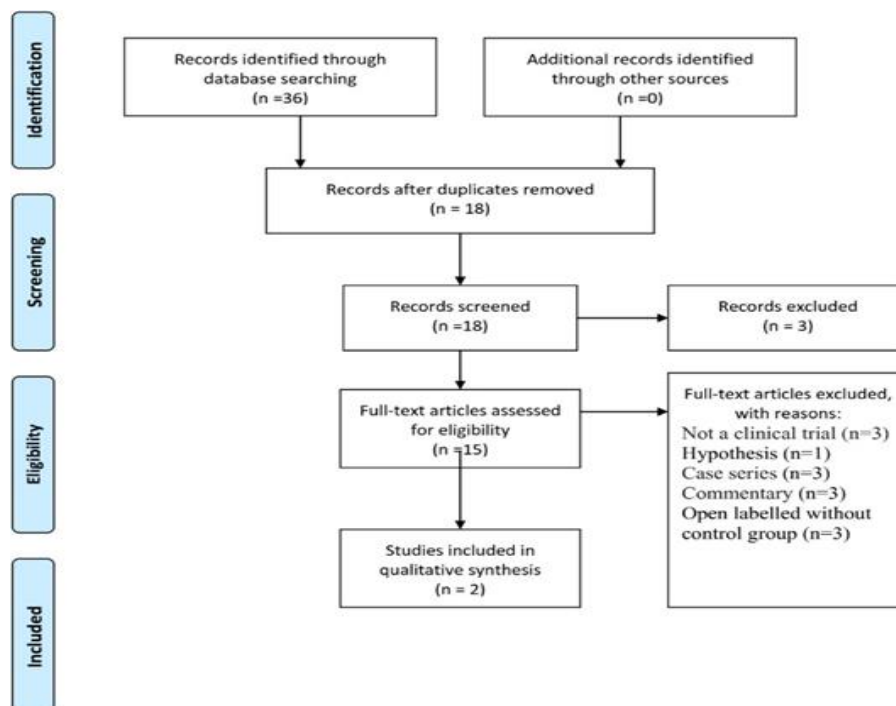 Identification
Records identified through
database searching
(n =36)
Additional records identified
through other sources
(n =0)
Records after duplicates removed
(n = 18)
Screening
Records screened
(n =18)
Records excluded
(n = 3)
Eligibility
Full-text articles assessed
for eligibility
(n =15)
Full-text articles excluded,
with reasons:
Not a clinical trial (n=3)
Hypothesis (n=1)
Case series (n=3)
Commentary (n=3)
Open labelled without
control group (n=3)
Included
Studies included in
qualitative synthesis
(n = 2)